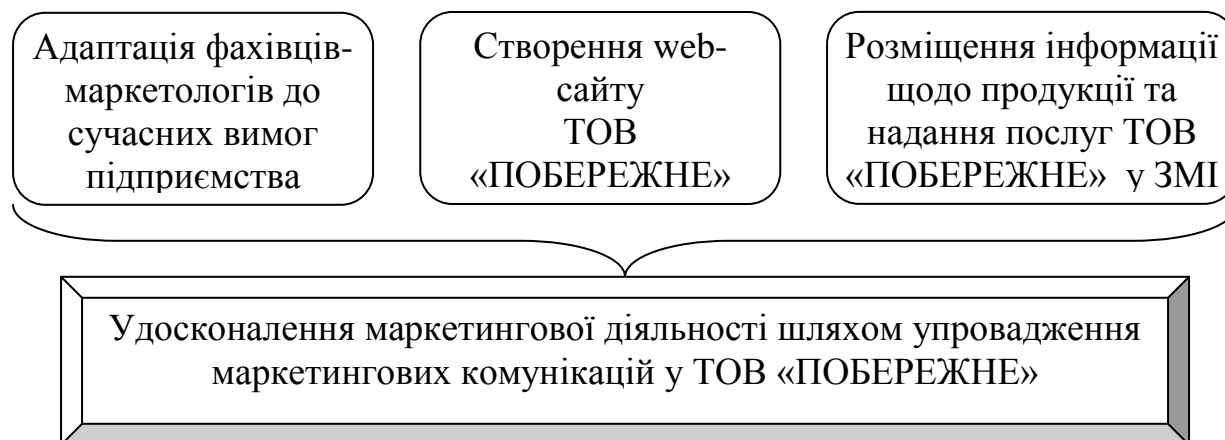 Адаптація фахівців-
маркетологів до
сучасних вимог
підприємства
Створення web-
сайту
ТОВ
«ПОБЕРЕЖНЕ»
Розміщення інформації
щодо продукції та
надання послуг ТОВ
«ПОБЕРЕЖНЕ» у ЗМІ
Удосконалення маркетингової діяльності шляхом упровадження
маркетингових комунікацій у ТОВ «ПОБЕРЕЖНЕ»